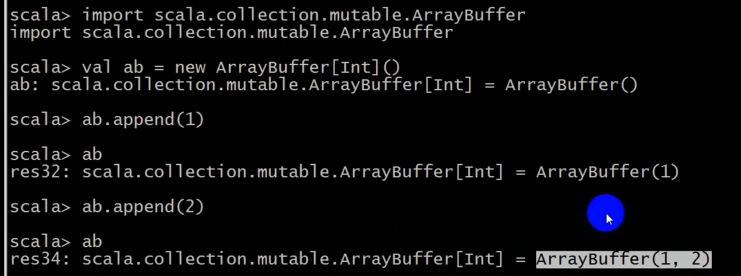 scala> import scala.collection.mutable.ArrayBuffer
import scala.collection.mutable.ArrayBuffer
scala> val ab = new ArrayBuffer[Int]()
ab: scala.collection.mutable.ArrayBuffer[Int] = ArrayBuffer()
scala> ab.append(1)
scala> ab
res32: scala.collection.mutable.ArrayBuffer[Int] = ArrayBuffer(1)
scala> ab.append(2)
scala> ab
res34: scala.collection.mutable.ArrayBuffer[Int] = ArrayBuffer(1, 2)